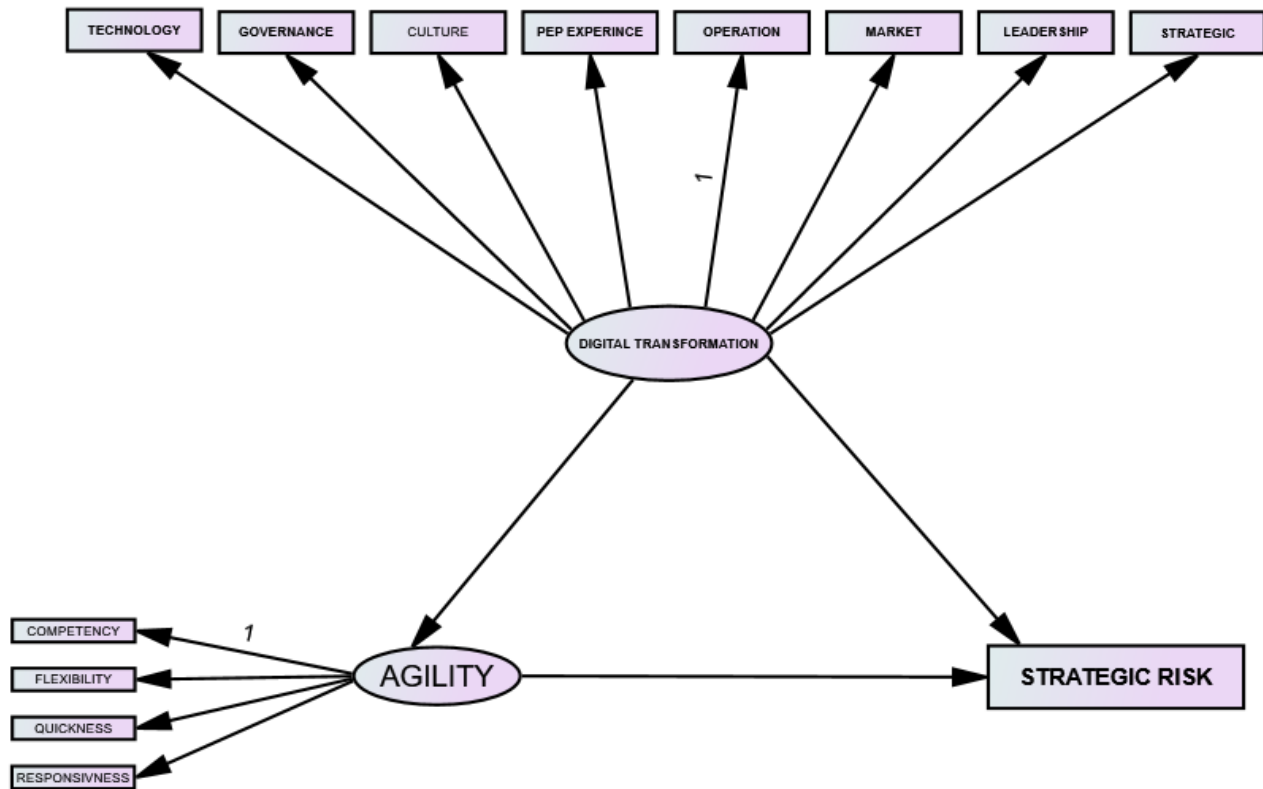 TECHNOLOGY
GOVERNANCE
CULTURE
PEP EXPERINCE
OPERATION
MARKET
LEADERSHIP
STRATEGIC
1
DIGITAL TRANSFORMATION
COMPETENCY
1
FLEXIBILITY
QUICKNESS
RESPONSIVNESS
AGILITY
STRATEGIC RISK